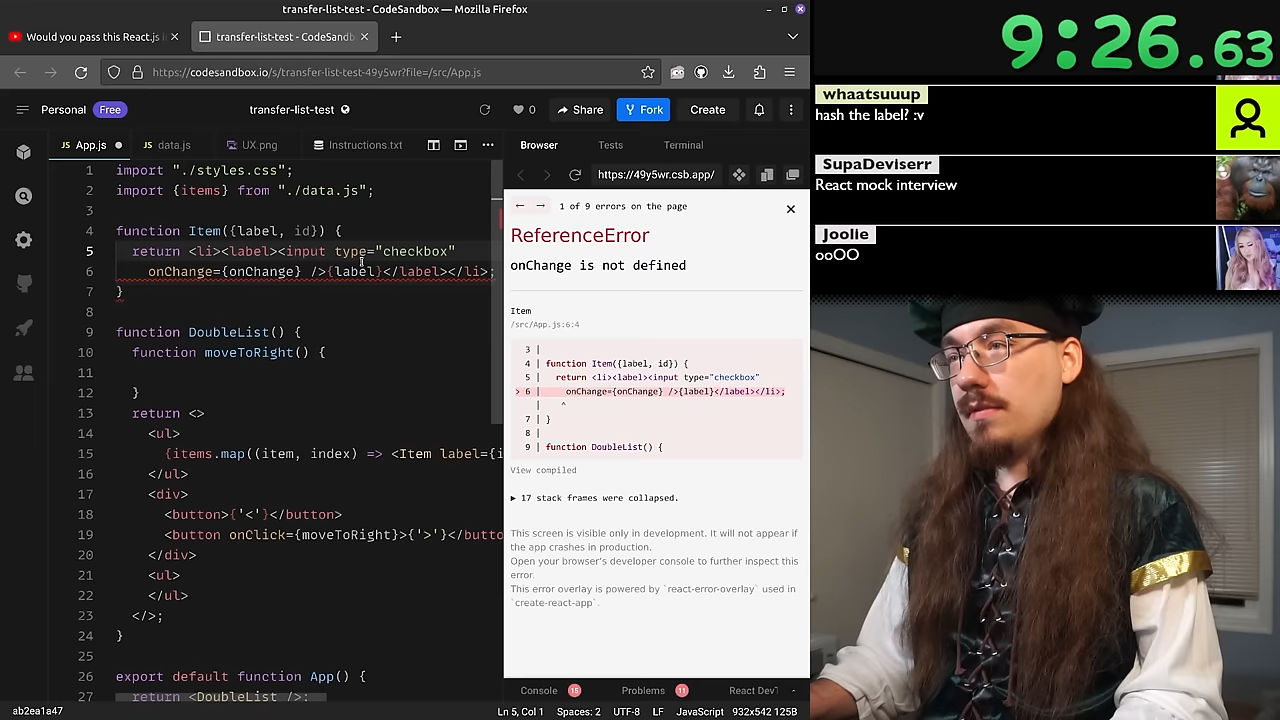 transfer-list-test - CodeSandbox — Mozilla Firefox
Would you pass this React.js i
transfer-list-test - CodeSandb
https://codesandbox.io/s/transfer-list-test-49y5wr?file=/src/App.js
Personal Free
transfer-list-test
0
Share
Fork
Create
App.js
data.js
UX.png
Instructions.txt
1 import "./styles.css";
2 import {items} from "./data.js";
3
4 function Item({label, id}) {
5 return <li><label><input type="checkbox"
6 onChange={onChange} />{label}</label></li>;
7 }
8
9 function DoubleList() {
10 function moveToRight() {
11
12 }
13 return <>
14 <ul>
15 {items.map((item, index) => <Item label={i
16 </ul>
17 <div>
18 <button>{'<'}</button>
19 <button onClick={moveToRight}>{'>'}</butto
20 </div>
21 <ul>
22 </ul>
23 </>;
24 }
25
26 export default function App() {
27 return <DoubleList />;
Browser Tests Terminal
https://49y5wr.csb.app/
← → 1 of 9 errors on the page
ReferenceError
onChange is not defined
Item
/src/App.js:6:4
3 |
4 | function Item({label, id}) {
5 | return <li><label><input type="checkbox"
> 6 | onChange={onChange} />{label}</label></li>;
| ^
7 | }
8 |
9 | function DoubleList() {
View compiled
▶ 17 stack frames were collapsed.
This screen is visible only in development. It will not appear if
the app crashes in production.
Open your browser’s developer console to further inspect this
error.
This error overlay is powered by `react-error-overlay` used in
`create-react-app`.
Console 15 Problems 11 React DevT
ab2ea1a47
Ln 5, Col 1 Spaces: 2 UTF-8 LF JavaScript 932x542 125B
9:26.63
whaatsuuup
hash the label? :v
SupaDeviserr
React mock interview
Joolie
ooOO